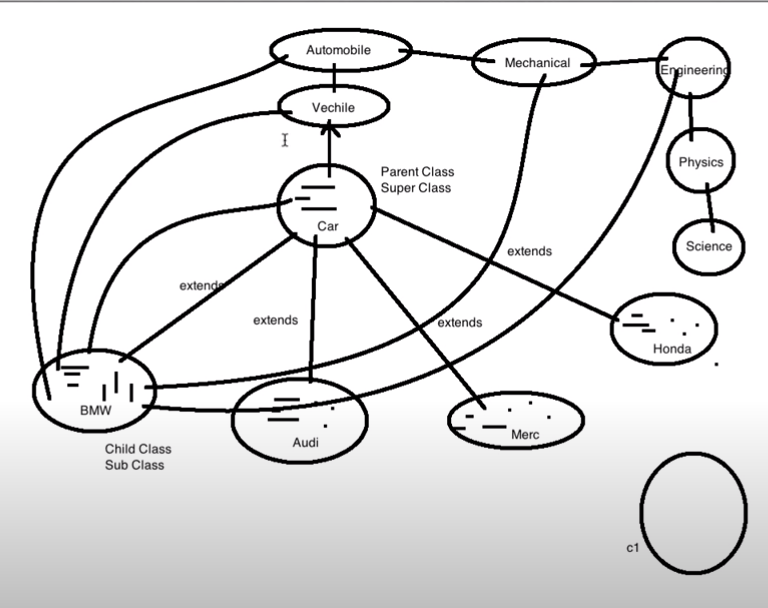 Automobile
Mechanical
Engineering
Vechile
Physics
Parent Class
Super Class
Car
Science
extends
extends
extends
extends
Honda
BMW
Audi
Merc
Child Class
Sub Class
c1